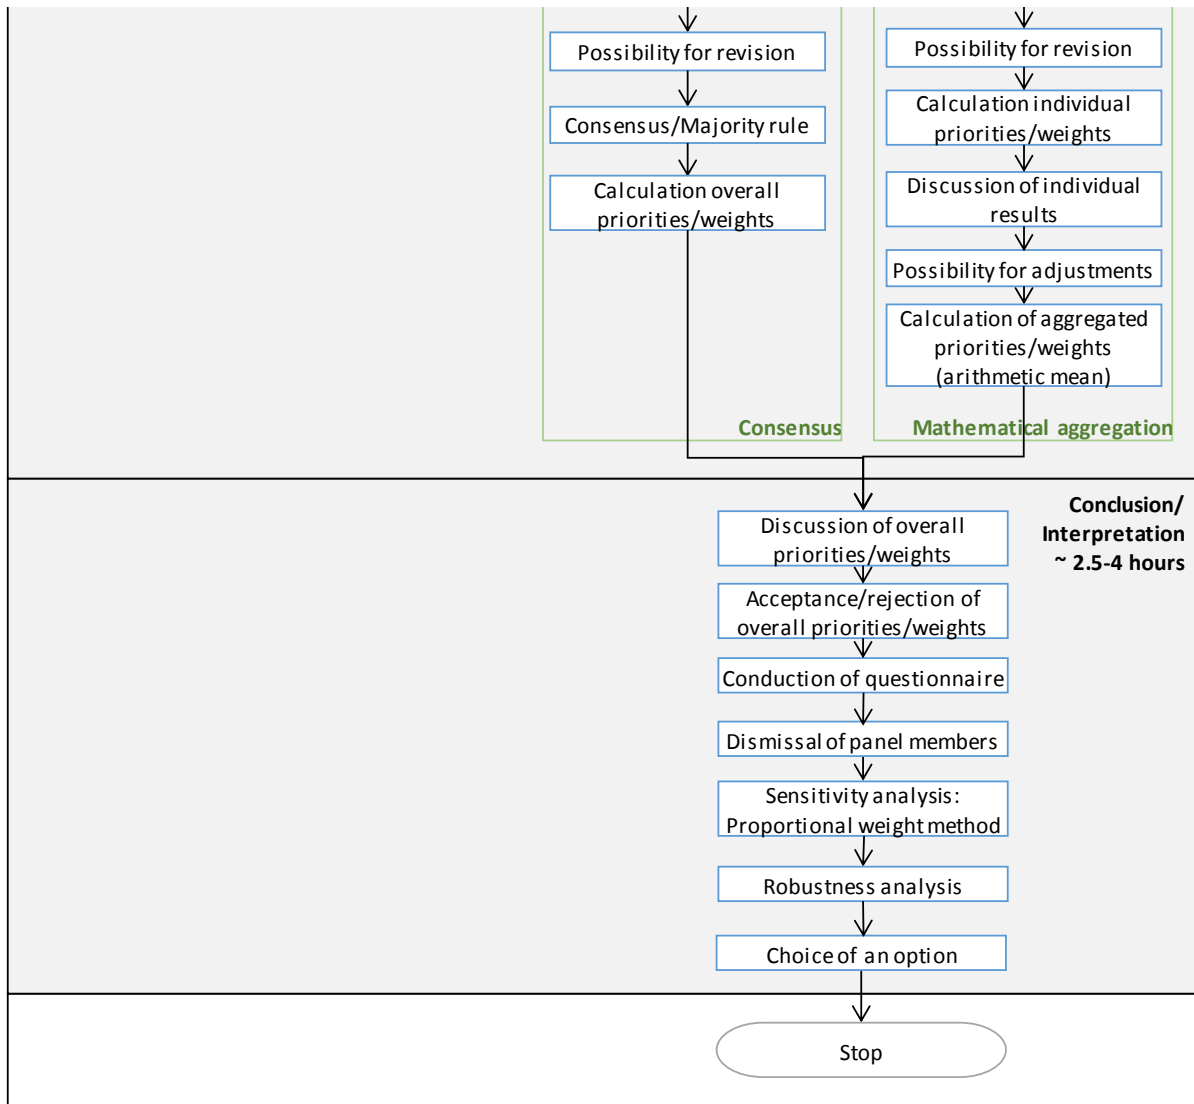 Possibility for revision
Consensus/Majority rule
Calculation overall
priorities/weights
Consensus
Possibility for revision
Calculation individual
priorities/weights
Discussion of individual
results
Possibility for adjustments
Calculation of aggregated
priorities/weights
(arithmetic mean)
Mathematical aggregation
Conclusion/
Interpretation
~ 2.5-4 hours
Discussion of overall
priorities/weights
Acceptance/rejection of
overall priorities/weights
Conduction of questionnaire
Dismissal of panel members
Sensitivity analysis:
Proportional weight method
Robustness analysis
Choice of an option
Stop